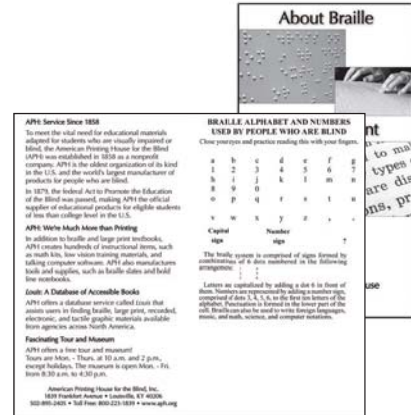 About Braille
nt
to ma
types
are dis
ons, pr
use
APH: Service Since 1858
To meet the vital need for educational materials
adapted for students who are visually impaired or
blind, the American Printing House for the Blind
(APH) was established in 1858 as a nonprofit
company. APH is the oldest organization of its kind
in the U.S. and the world's largest manufacturer of
products for people who are blind.
In 1879, the federal Act to Promote the Education
of the Blind was passed, making APH the official
supplier of educational products for eligible students
of less than college level in the U.S.
APH: We're Much More than Printing
In addition to braille and large print textbooks,
APH creates hundreds of instructional items, such
as math kits, low vision training materials, and
talking computer software. APH also manufactures
tools and supplies, such as braille slates and bold
line notebooks.
Louis: A Database of Accessible Books
APH offers a database service called Louis that
assists users in finding braille, large print, recorded,
electronic, and tactile graphic materials available
from agencies across North America.
Fascinating Tour and Museum
APH offers a free tour and museum!
Tours are Mon. - Thurs. at 10 a.m. and 2 p.m.,
except holidays. The museum is open Mon. - Fri.
from 8:30 a.m. to 4:30 p.m.
American Printing House for the Blind, Inc.
1839 Frankfort Avenue • Louisville, KY 40206
502-895-2405 • Toll Free: 800-223-1839 • www.aph.org
BRAILLE ALPHABET AND NUMBERS
USED BY PEOPLE WHO ARE BLIND
Close your eyes and practice reading this with your fingers.
a b c d e f g
1 2 3 4 5 6 7
h i j k l m n
8 9 0
o p q r s t u
v w x y z , .
Capital Number
sign sign ?
The braille system is comprised of signs formed by
combinations of 6 dots numbered in the following
arrangement:
Letters are capitalized by adding a dot 6 in front of
them. Numbers are represented by adding a number sign,
comprised of dots 3, 4, 5, 6, to the first ten letters of the
alphabet. Punctuation is formed in the lower part of the
cell. Braille can also be used to write foreign languages,
music, and math, science, and computer notations.